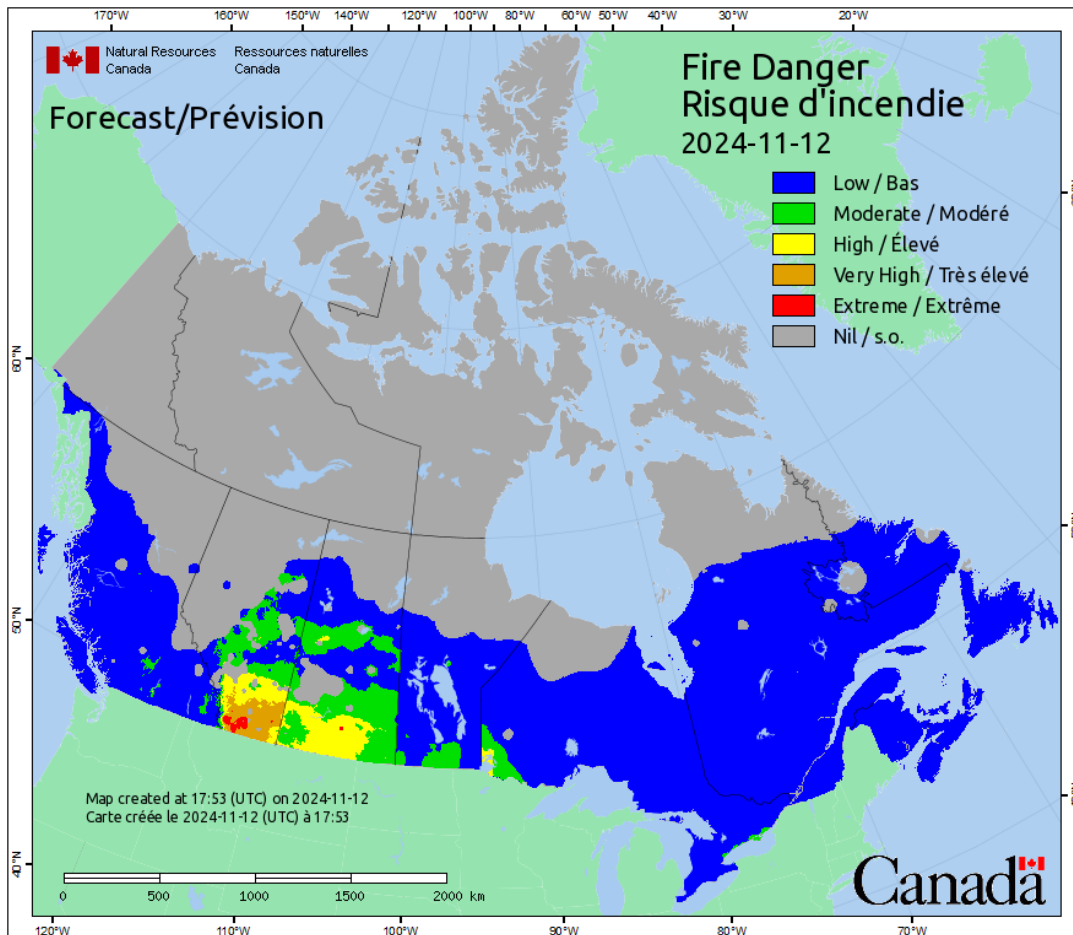 170°W 160°W 150°W 140°W 130°W 120°W 110°W 100°W 90°W 80°W 70°W 60°W 50°W 40°W 30°W 20°W
Natural Resources Ressources naturelles
Canada Canada
Forecast/Prévision
Fire Danger
Risque d'incendie
2024-11-12
Low / Bas
Moderate / Modéré
High / Élevé
Very High / Très élevé
Extreme / Extrême
Nil / s.o.
60°N
50°N
40°N
Map created at 17:53 (UTC) on 2024-11-12
Carte créée le 2024-11-12 (UTC) à 17:53
0 500 1000 1500 2000 km
Canada
120°W 110°W 100°W 90°W 80°W 70°W